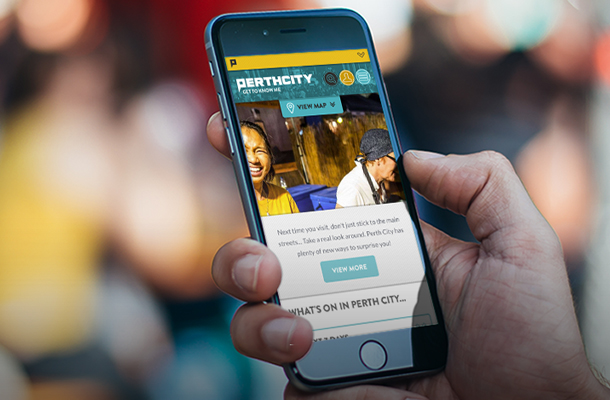 PERTHCITY
GET TO KNOW ME
VIEW MAP
Next time you visit, don't just stick to the main
streets... Take a real look around. Perth City has
plenty of new ways to surprise you!
VIEW MORE
WHAT'S ON IN PERTH CITY...